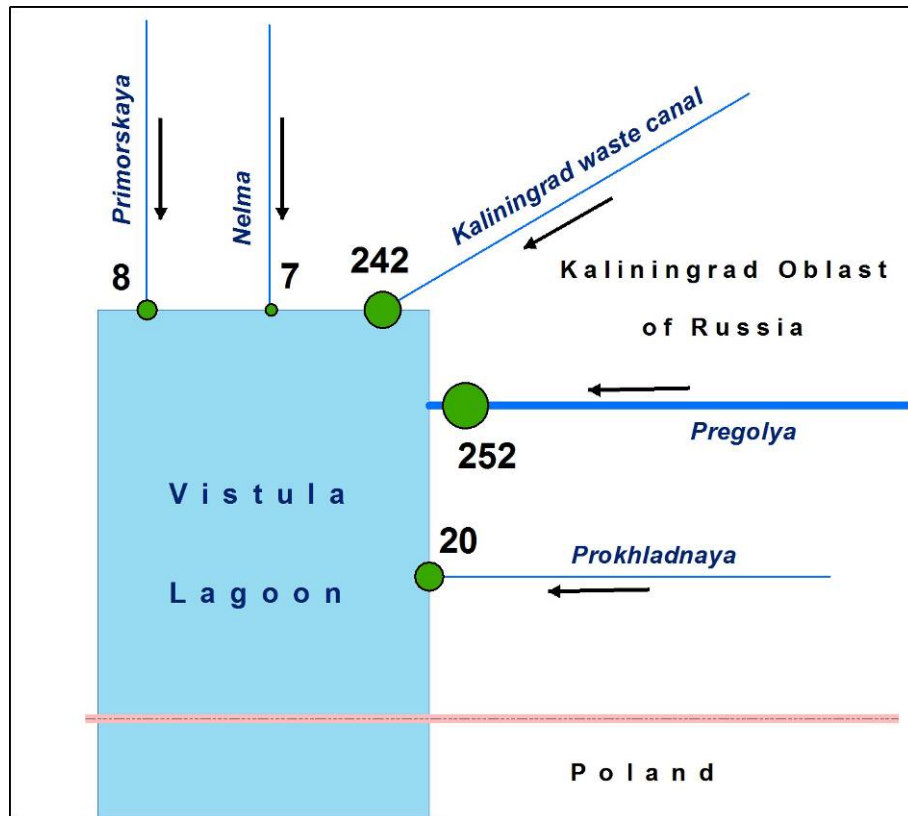 Primorskaya
Nelma
Kaliningrad waste canal
8
7
242
Kaliningrad Oblast
of Russia
Pregolya
252
Vistula
Lagoon
20
Prokhladnaya
Poland